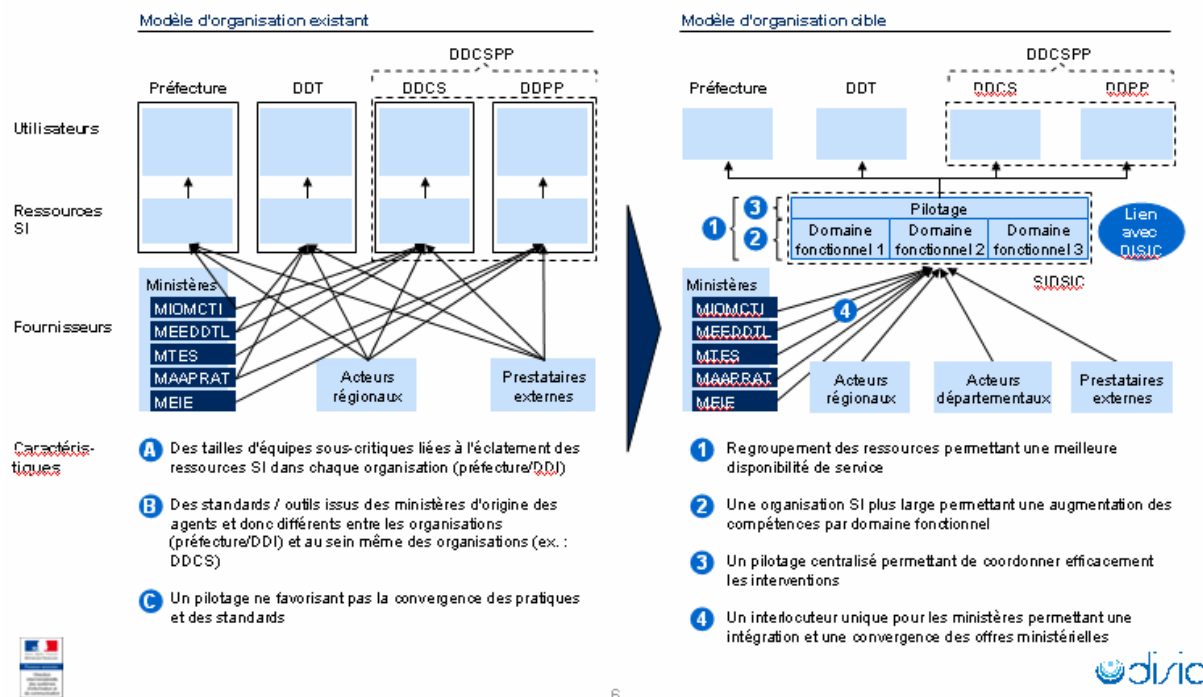 Modèle d'organisation existant
DDCSPP
Préfecture
DDT
DDCS
DDPP
Utilisateurs
Ressources
SI
Fournisseurs
Ministères
MIOMCTI
MEEDDTL
MTES
MAAPRAT
MEIE
Acteurs
régionaux
Prestataires
externes
Caractéris-
tiques
A Des tailles d'équipes sous-critiques liées à l'éclatement des
ressources SI dans chaque organisation (préfecture/DDI)
B Des standards / outils issus des ministères d'origine des
agents et donc différents entre les organisations
(préfecture/DDI) et au sein même des organisations (ex. :
DDCS)
C Un pilotage ne favorisant pas la convergence des pratiques
et des standards
Modèle d'organisation cible
DDCSPP
Préfecture
DDT
DDCS
DDPP
1
3
2
Pilotage
Domaine
fonctionnel 1
Domaine
fonctionnel 2
Domaine
fonctionnel 3
Lien
avec
DISIC
SIDSIC
Ministères
MIOMCTI
MEEDDTL
MTES
MAAPRAT
MEIE
4
Acteurs
régionaux
Acteurs
départementaux
Prestataires
externes
1 Regroupement des ressources permettant une meilleure
disponibilité de service
2 Une organisation SI plus large permettant une augmentation des
compétences par domaine fonctionnel
3 Un pilotage centralisé permettant de coordonner efficacement
les interventions
4 Un interlocuteur unique pour les ministères permettant une
intégration et une convergence des offres ministérielles
6
disic